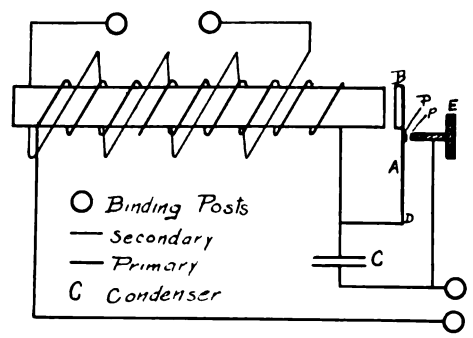 B
P
P
E
A
D
C
Binding Posts
Secondary
Primary
C Condenser